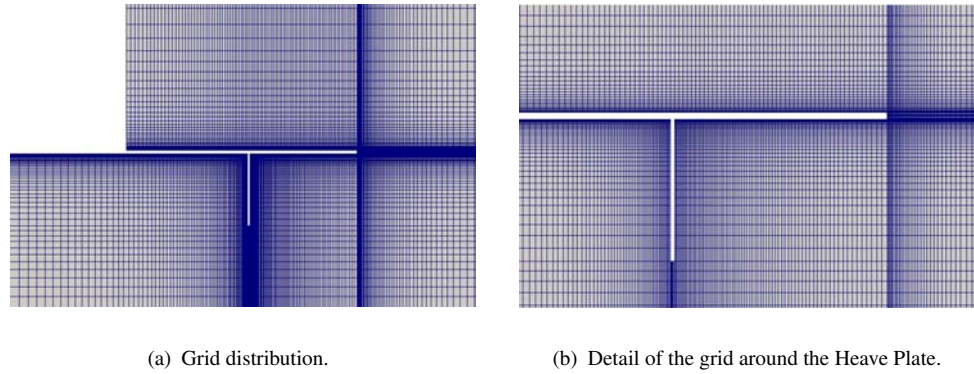 (a) Grid distribution.
(b) Detail of the grid around the Heave Plate.